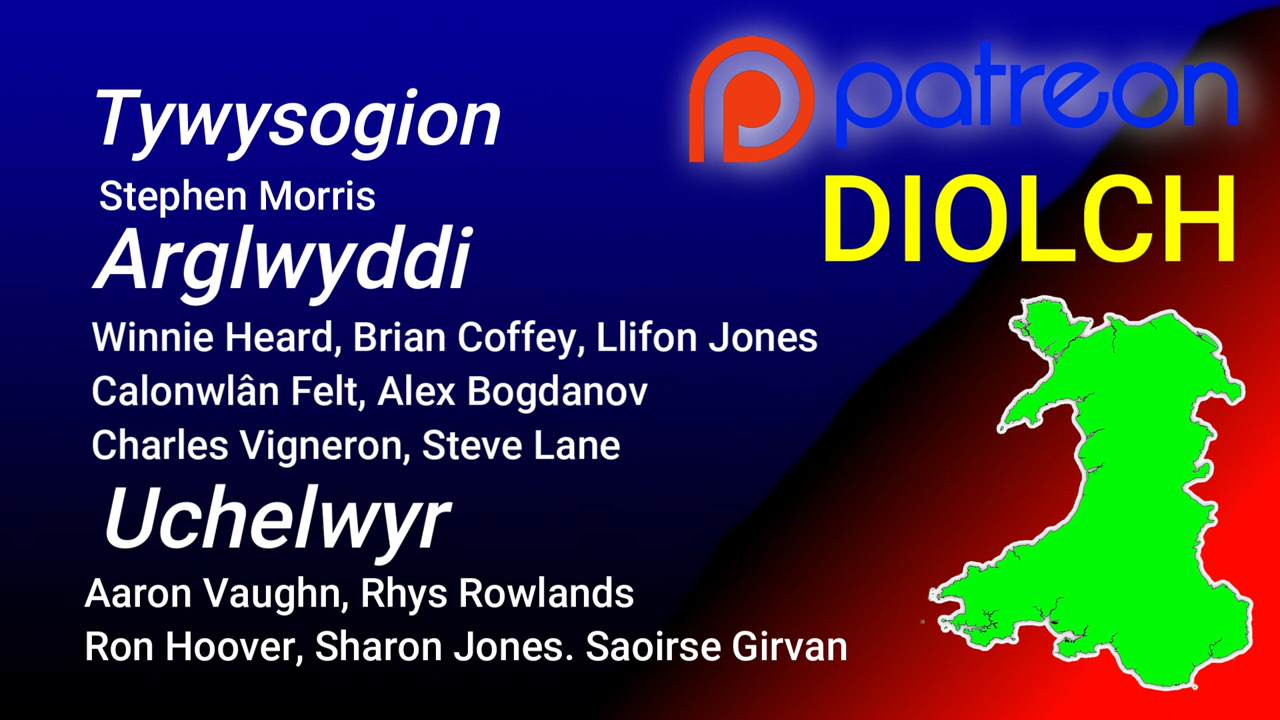 patreon
DIOLCH
Tywysogion
Stephen Morris
Arglwyddi
Winnie Heard, Brian Coffey, Llifon Jones
Calonwlân Felt, Alex Bogdanov
Charles Vigneron, Steve Lane
Uchelwyr
Aaron Vaughn, Rhys Rowlands
Ron Hoover, Sharon Jones. Saoirse Girvan